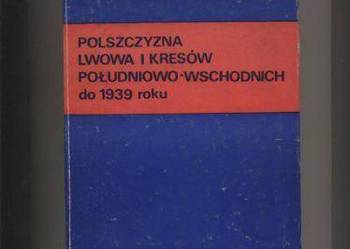 POLSZCZYZNA
LWOWA I KRESÓW
POŁUDNIOWO-WSCHODNICH
do 1939 roku